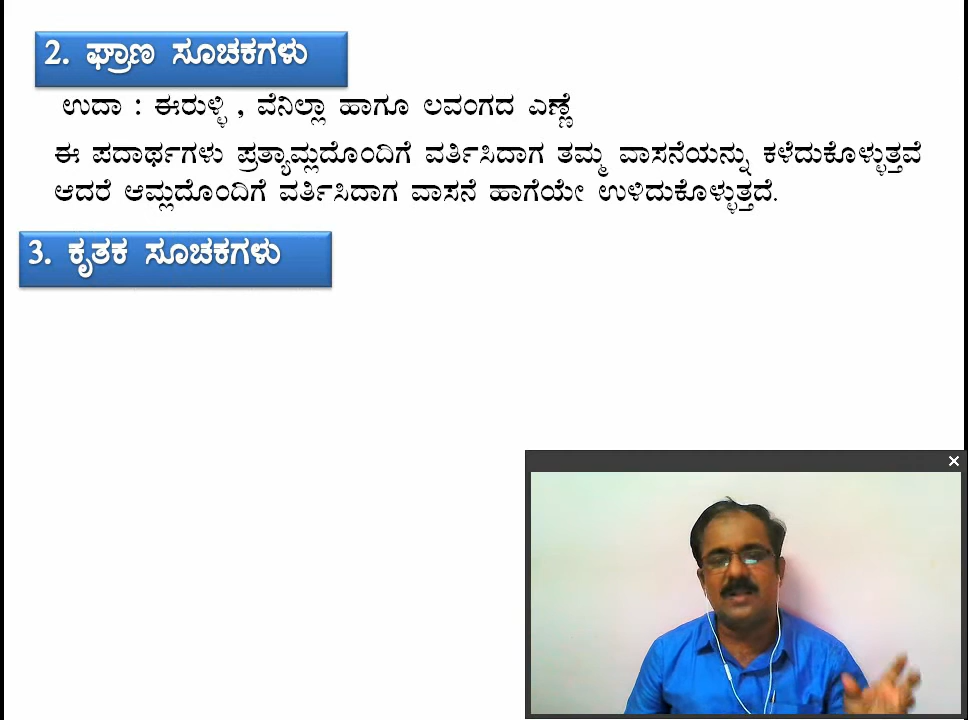 2. ಘ್ರಾಣ ಸೂಚಕಗಳು
ಉದಾ : ಈರುಳ್ಳಿ , ವೆನಿಲ್ಲಾ ಹಾಗೂ ಲವಂಗದ ಎಣ್ಣೆ
ಈ ಪದಾರ್ಥಗಳು ಪ್ರತ್ಯಾಮ್ಲದೊಂದಿಗೆ ವರ್ತಿಸಿದಾಗ ತಮ್ಮ ವಾಸನೆಯನ್ನು ಕಳೆದುಕೊಳ್ಳುತ್ತವೆ
ಆದರೆ ಆಮ್ಲದೊಂದಿಗೆ ವರ್ತಿಸಿದಾಗ ವಾಸನೆ ಹಾಗೆಯೇ ಉಳಿದುಕೊಳ್ಳುತ್ತದೆ.
3. ಕೃತಕ ಸೂಚಕಗಳು